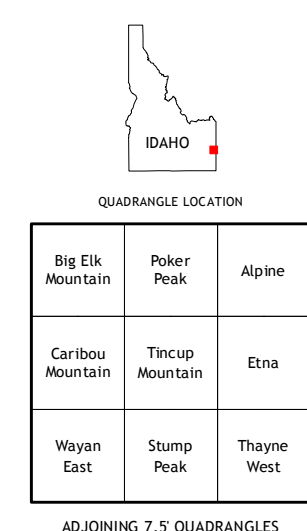 IDAHO
QUADRANGLE LOCATION
Big Elk
Mountain
Poker
Peak
Alpine
Caribou
Mountain
Tincup
Mountain
Etna
Wayan
East
Stump
Peak
Thayne
West
ADJOINING 7.5' QUADRANGLES